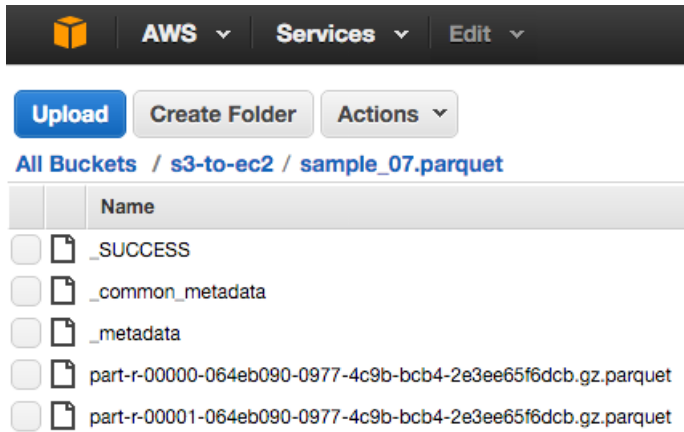 AWS Services Edit
Upload Create Folder Actions
All Buckets / s3-to-ec2 / sample_07.parquet
Name
_SUCCESS
_common_metadata
_metadata
part-r-00000-064eb090-0977-4c9b-bcb4-2e3ee65f6dcb.gz.parquet
part-r-00001-064eb090-0977-4c9b-bcb4-2e3ee65f6dcb.gz.parquet